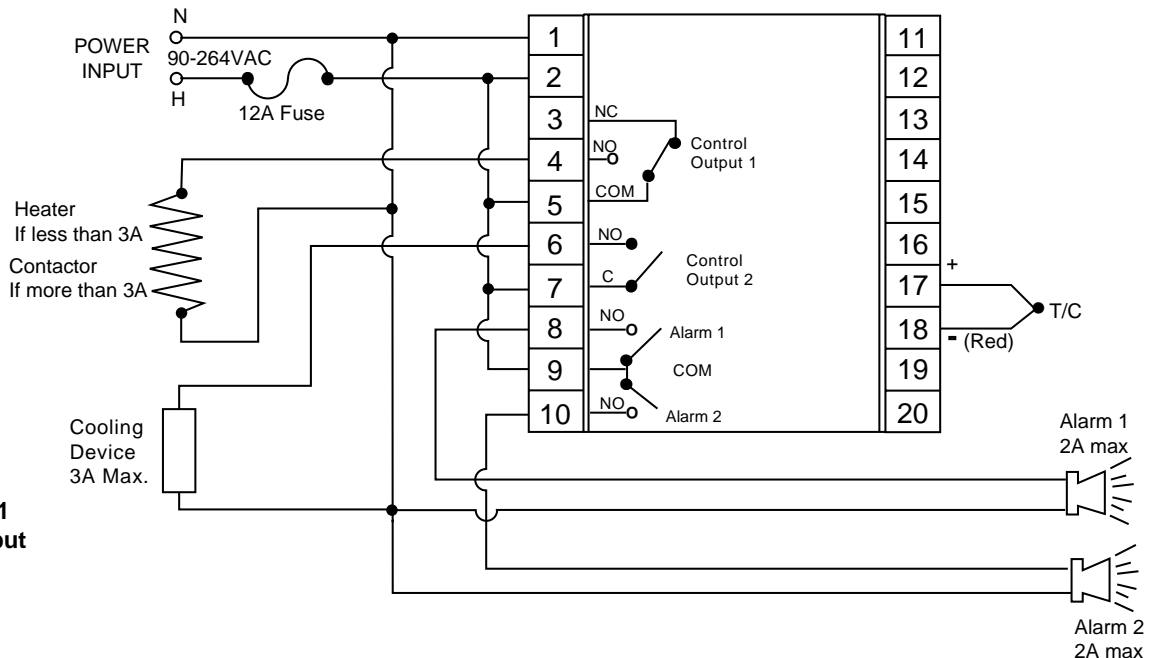 N
POWER
INPUT
90-264VAC
H
12A Fuse
Heater
If less than 3A
Contactor
If more than 3A
Cooling
Device
3A Max.
1
out
1
2
3
4
5
6
7
8
9
10
NC
NO
COM
Control
Output 1
NO
C
Control
Output 2
NO
Alarm 1
COM
NO
Alarm 2
11
12
13
14
15
16
17
18
19
20
+
T/C
- (Red)
Alarm 1
2A max
Alarm 2
2A max